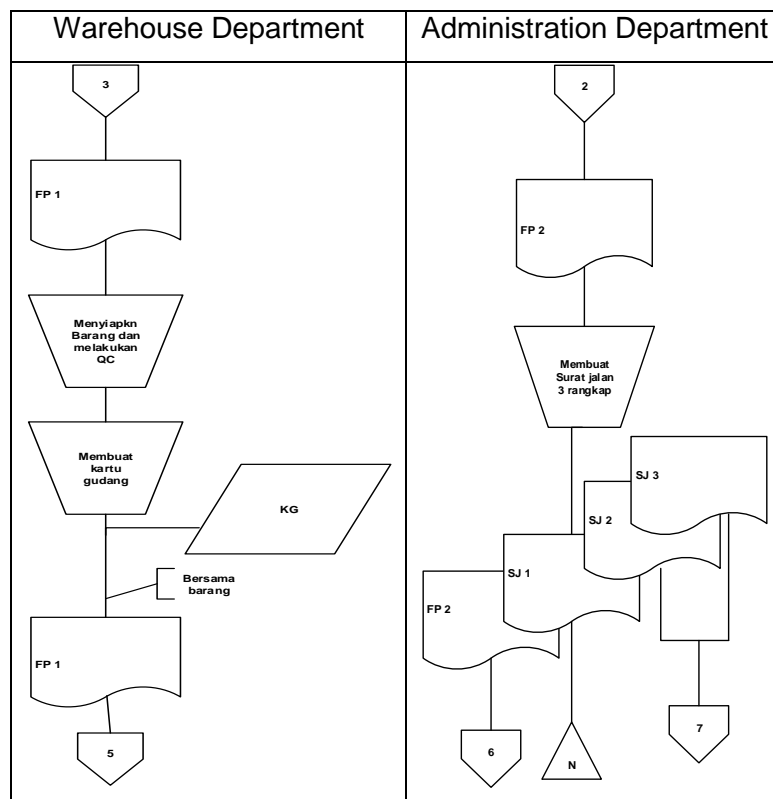 Warehouse Department
Administration Department
3
FP 1
Menyiapkn
Barang dan
melakukan
QC
Membuat
kartu
gudang
KG
Bersama
barang
FP 1
5
2
FP 2
Membuat
Surat jalan
3 rangkap
SJ 3
SJ 2
SJ 1
FP 2
6
N
7